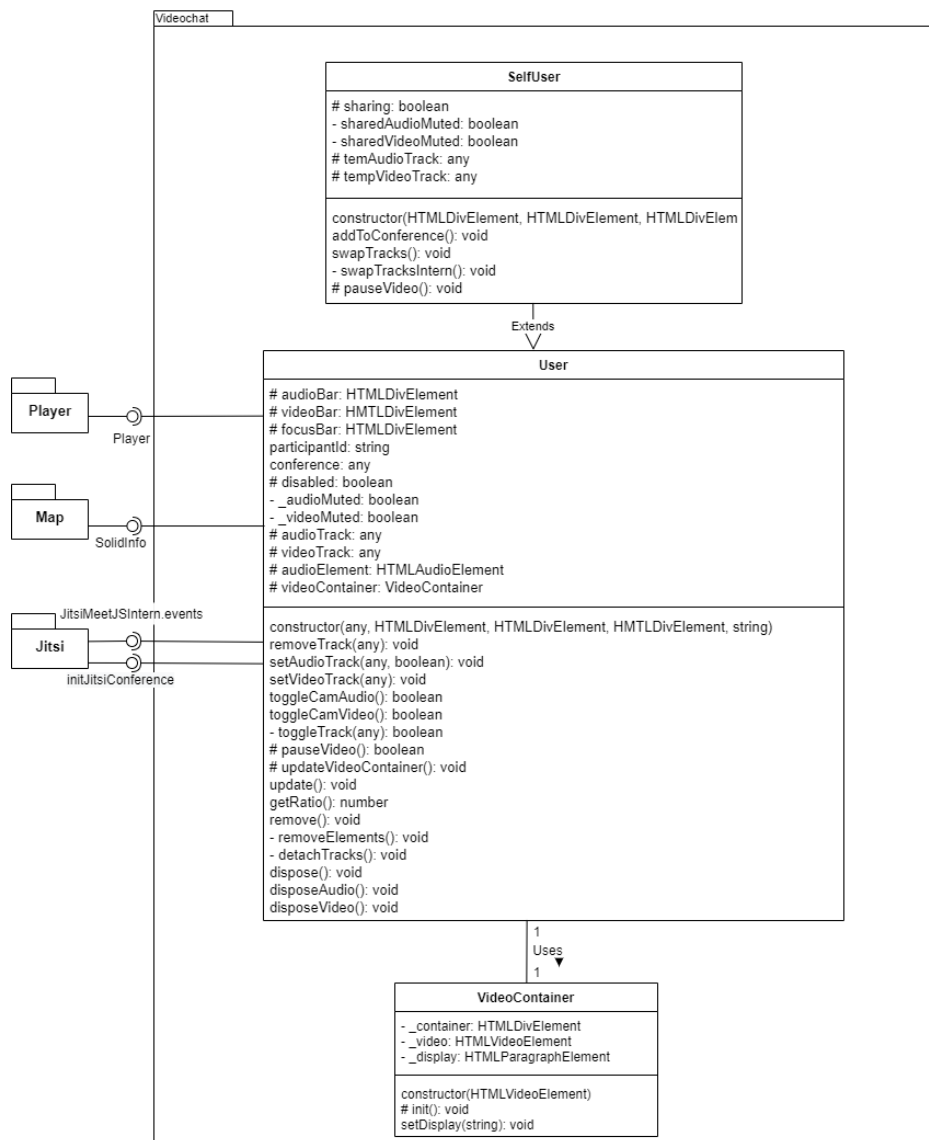 Videochat
SelfUser
# sharing: boolean
- sharedAudioMuted: boolean
- sharedVideoMuted: boolean
# temAudioTrack: any
# tempVideoTrack: any
constructor(HTMLDivElement, HTMLDivElement, HTMLDivElem
addToConference(): void
swapTracks(): void
- swapTracksIntern(): void
# pauseVideo(): void
Extends
User
# audioBar: HTMLDivElement
# videoBar: HMTLDivElement
# focusBar: HTMLDivElement
participantId: string
conference: any
# disabled: boolean
- _audioMuted: boolean
- _videoMuted: boolean
# audioTrack: any
# videoTrack: any
# audioElement: HTMLAudioElement
# videoContainer: VideoContainer
constructor(any, HTMLDivElement, HTMLDivElement, HMTLDivElement, string)
removeTrack(any): void
setAudioTrack(any, boolean): void
setVideoTrack(any): void
toggleCamAudio(): boolean
toggleCamVideo(): boolean
- toggleTrack(any): boolean
# pauseVideo(): boolean
# updateVideoContainer(): void
update(): void
getRatio(): number
remove(): void
- removeElements(): void
- detachTracks(): void
dispose(): void
disposeAudio(): void
disposeVideo(): void
Player
Player
Map
SolidInfo
JitsiMeetJSIntern.events
Jitsi
initJitsiConference
1
Uses
1
VideoContainer
- _container: HTMLDivElement
- _video: HTMLVideoElement
- _display: HTMLParagraphElement
constructor(HTMLVideoElement)
# init(): void
setDisplay(string): void